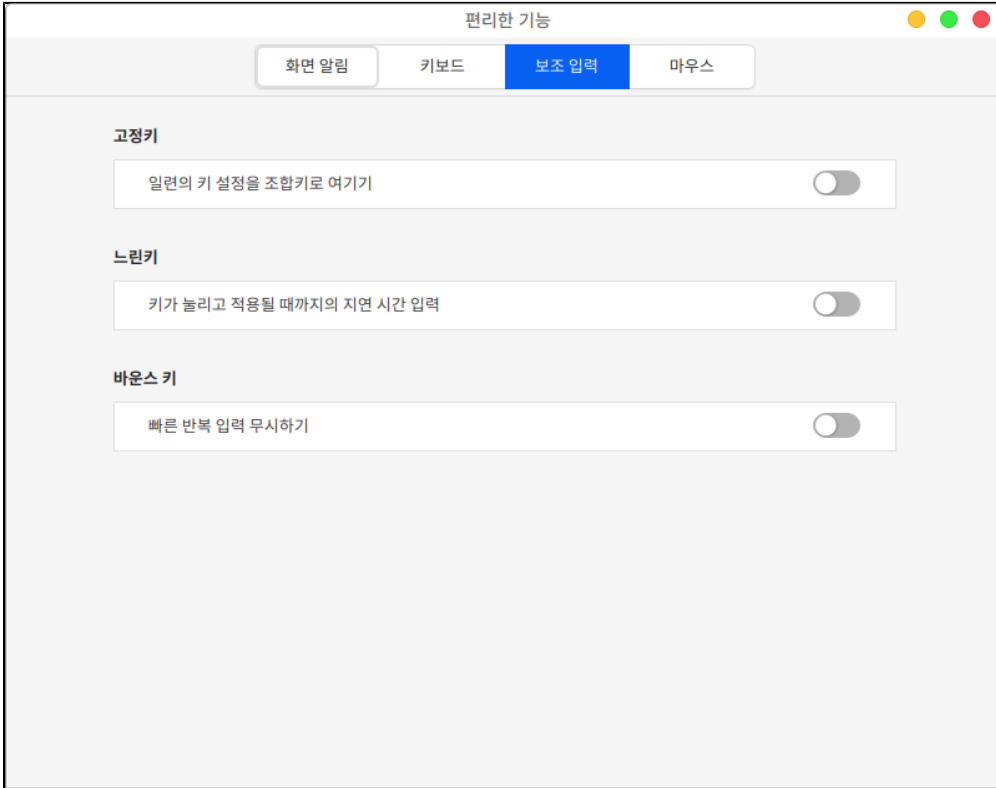 편리한 기능
화면 알림 키보드 보조 입력 마우스
고정키
일련의 키 설정을 조합키로 여기기
느린키
키가 눌리고 적용될 때까지의 지연 시간 입력
바운스 키
빠른 반복 입력 무시하기